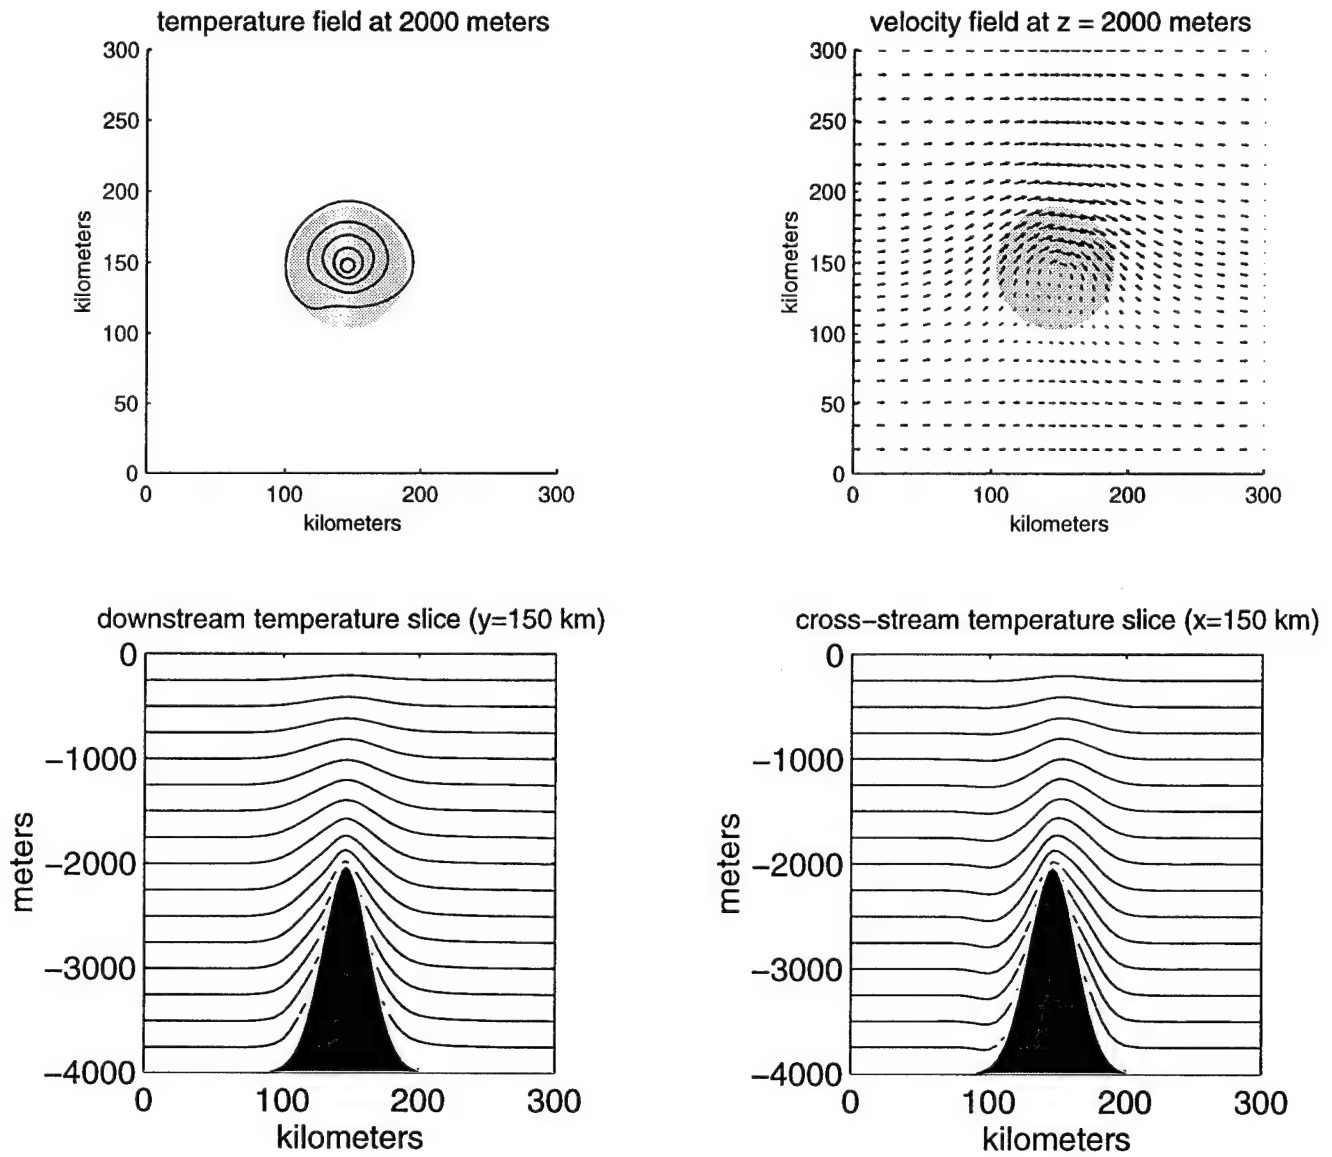 temperature field at 2000 meters
300
250
200
150
100
50
0
kilometers
0 100 200 300
kilometers
velocity field at z = 2000 meters
300
250
200
150
100
50
0
kilometers
0 100 200 300
kilometers
downstream temperature slice (y=150 km)
0
−1000
−2000
−3000
−4000
meters
0 100 200 300
kilometers
cross−stream temperature slice (x=150 km)
0
−1000
−2000
−3000
−4000
meters
0 100 200 300
kilometers